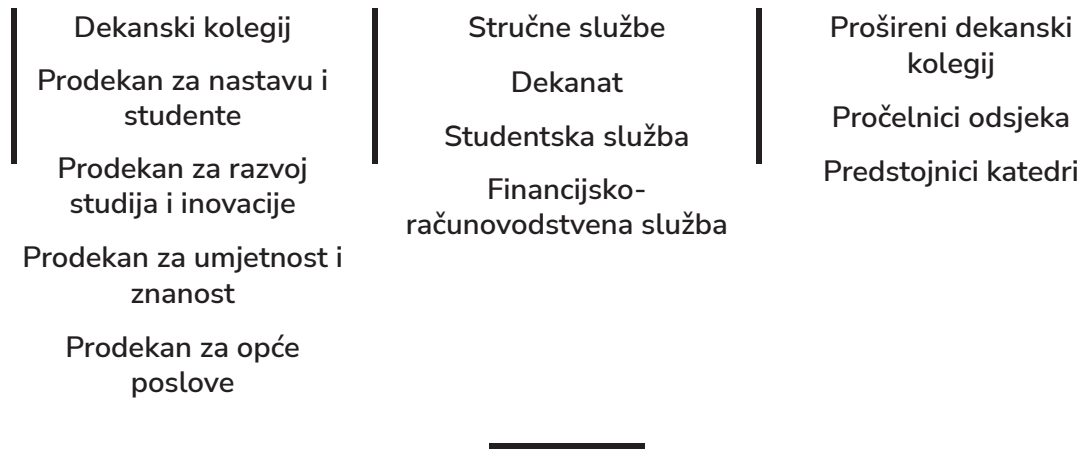 Dekanski kolegij
Prodekan za nastavu i
studente
Prodekan za razvoj
studija i inovacije
Prodekan za umjetnost i
znanost
Prodekan za opće
poslove
Stručne službe
Dekanat
Studentska služba
Financijsko-
računovodstvena služba
Prošireni dekanski
kolegij
Pročelnici odsjeka
Predstojnici katedri